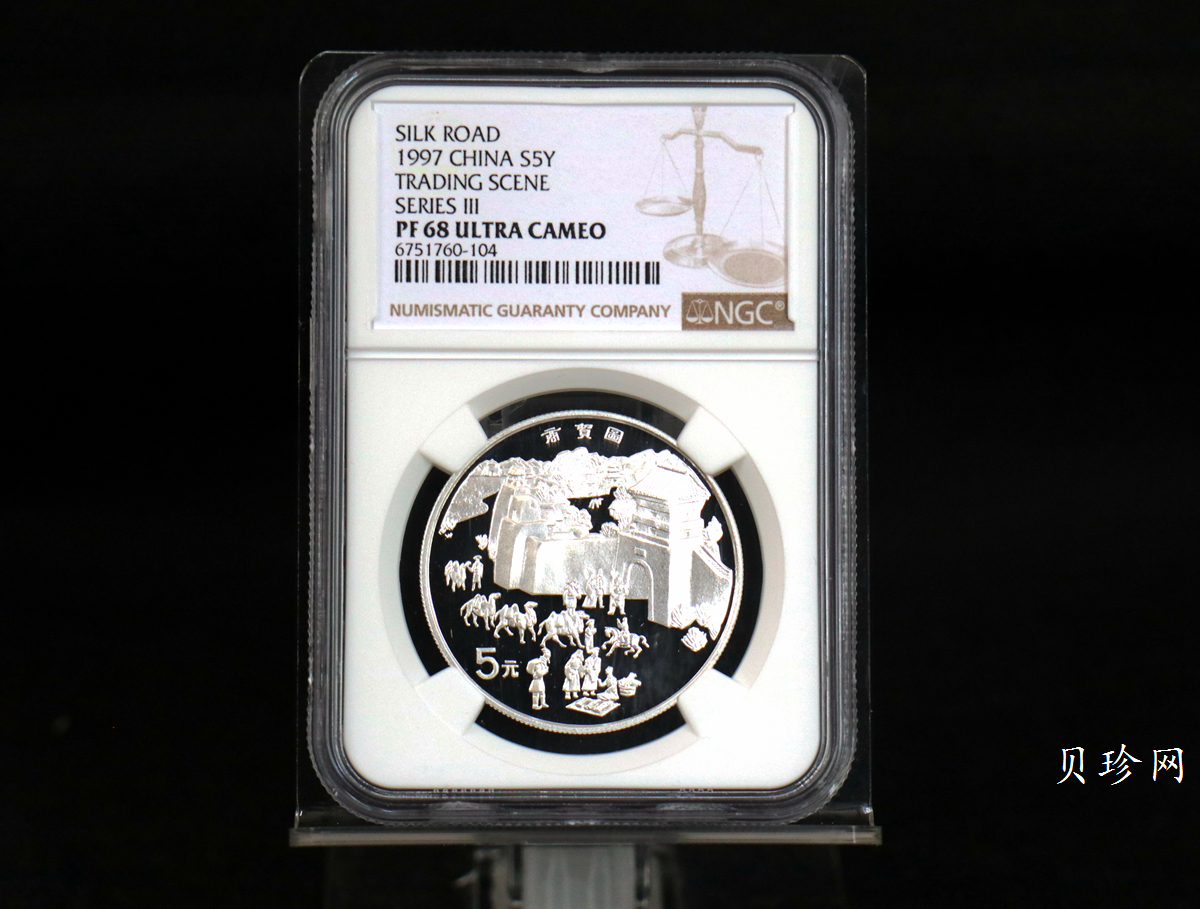 SILK ROAD
1997 CHINA S5Y
TRADING SCENE
SERIES III
PF 68 ULTRA CAMEO
6751760-104
NUMISMATIC GUARANTY COMPANY
NGC®
商贸圖
5元
贝珍网